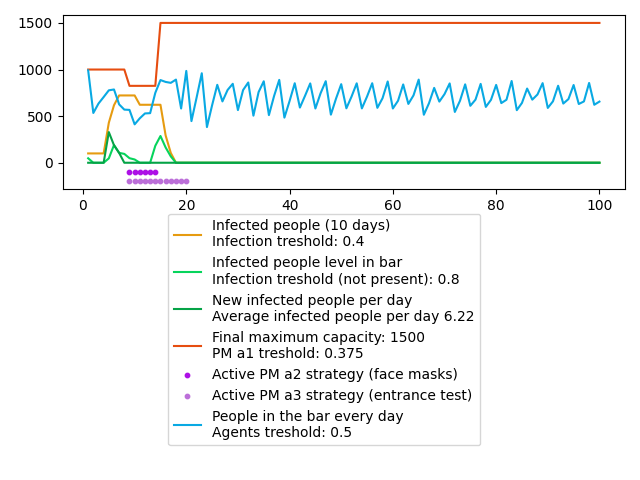 1500
1000
500
0
0 20 40 60 80 100
Infected people (10 days)
Infection treshold: 0.4
Infected people level in bar
Infection treshold (not present): 0.8
New infected people per day
Average infected people per day 6.22
Final maximum capacity: 1500
PM a1 treshold: 0.375
Active PM a2 strategy (face masks)
Active PM a3 strategy (entrance test)
People in the bar every day
Agents treshold: 0.5